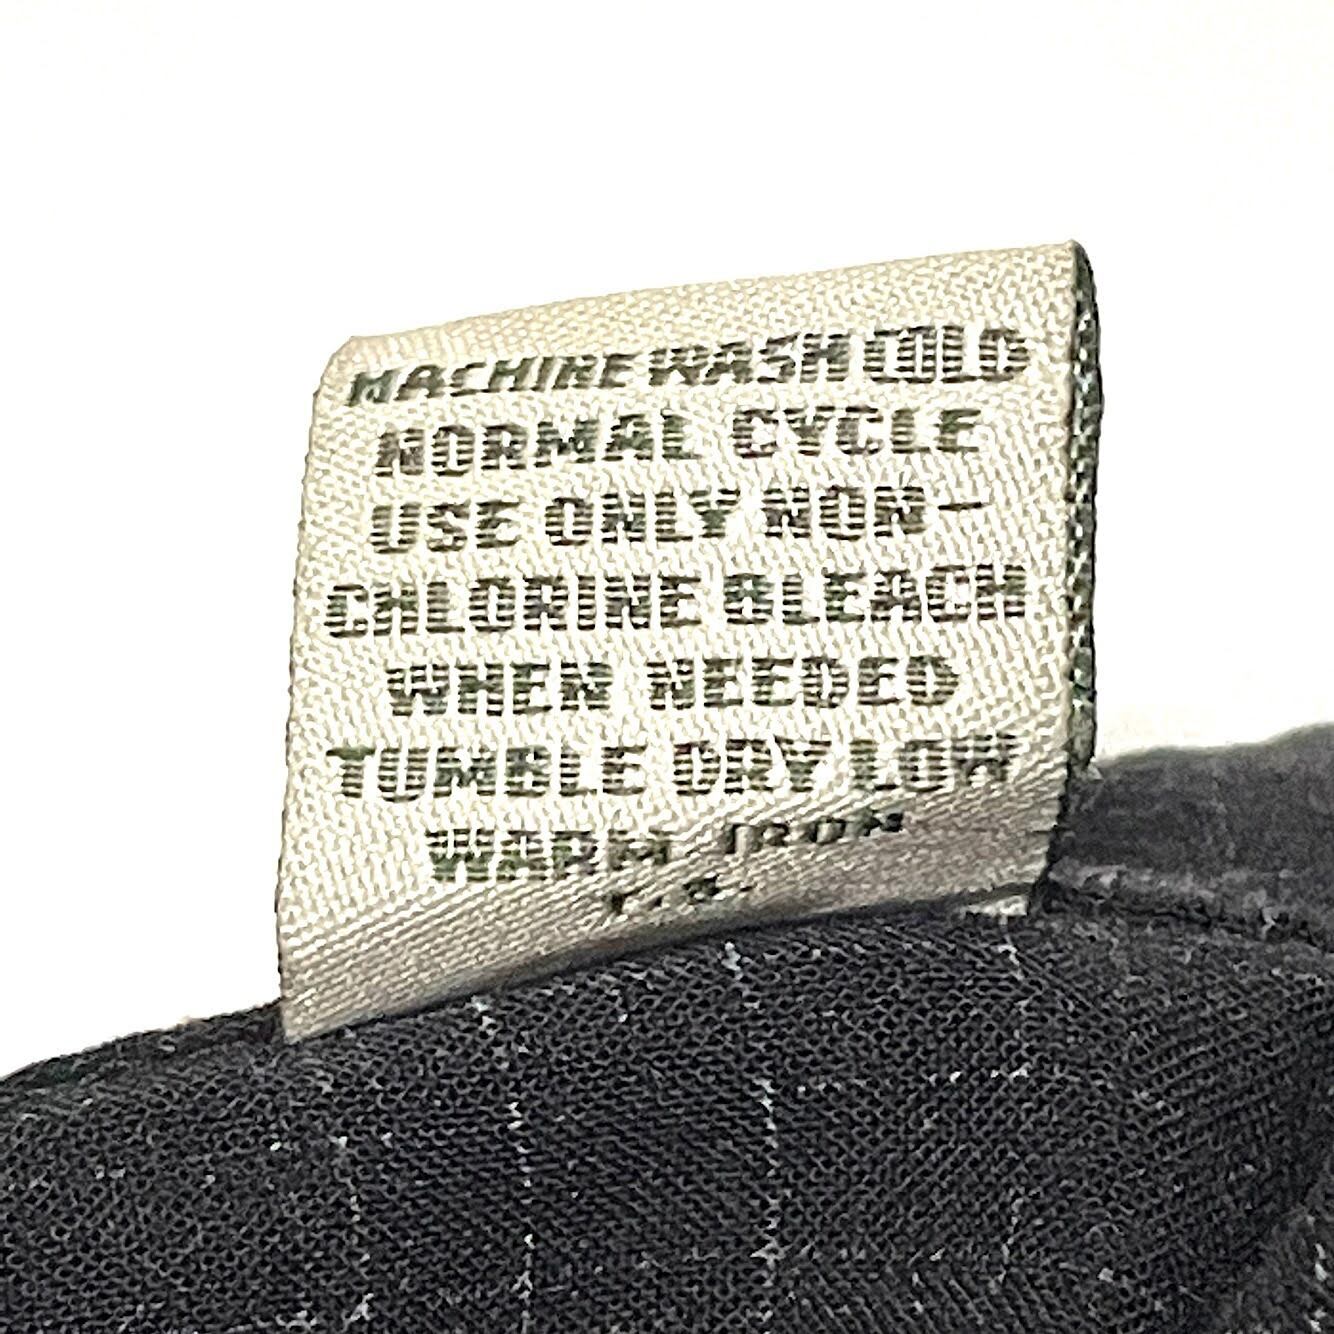 MACHINE WASH COLD
NORMAL CYCLE
USE ONLY NON-
CHLORINE BLEACH
WHEN NEEDED
TUMBLE DRY LOW
WARM IRON